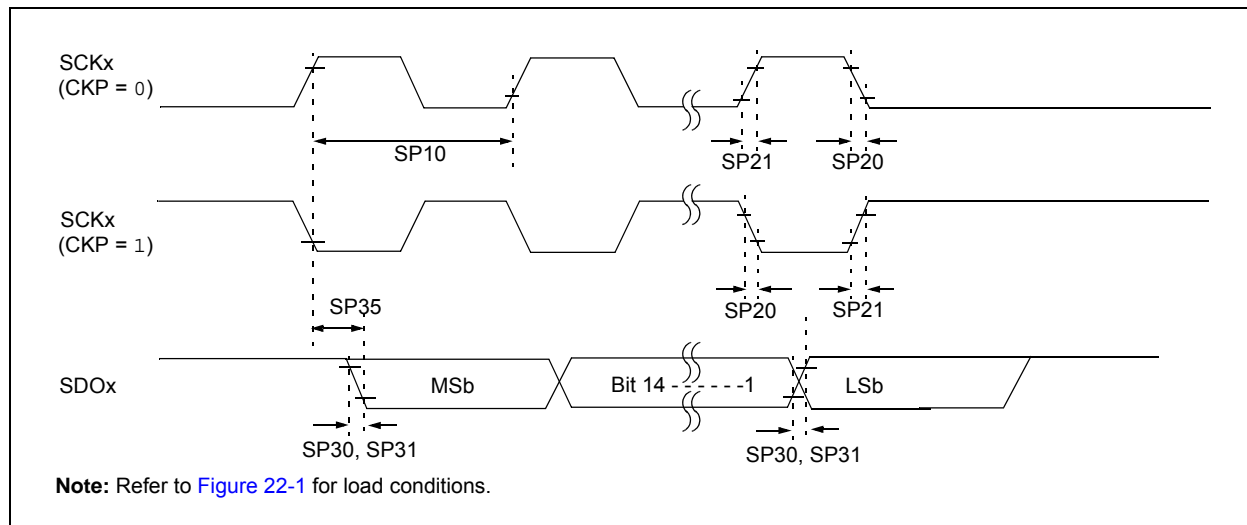 SCKx
(CKP = 0)
SP10
SP21
SP20
SCKx
(CKP = 1)
SP35
SP20
SP21
SDOx
MSb
Bit 14 - - - - - -1
LSb
SP30, SP31
SP30, SP31
Note: Refer to Figure 22-1 for load conditions.